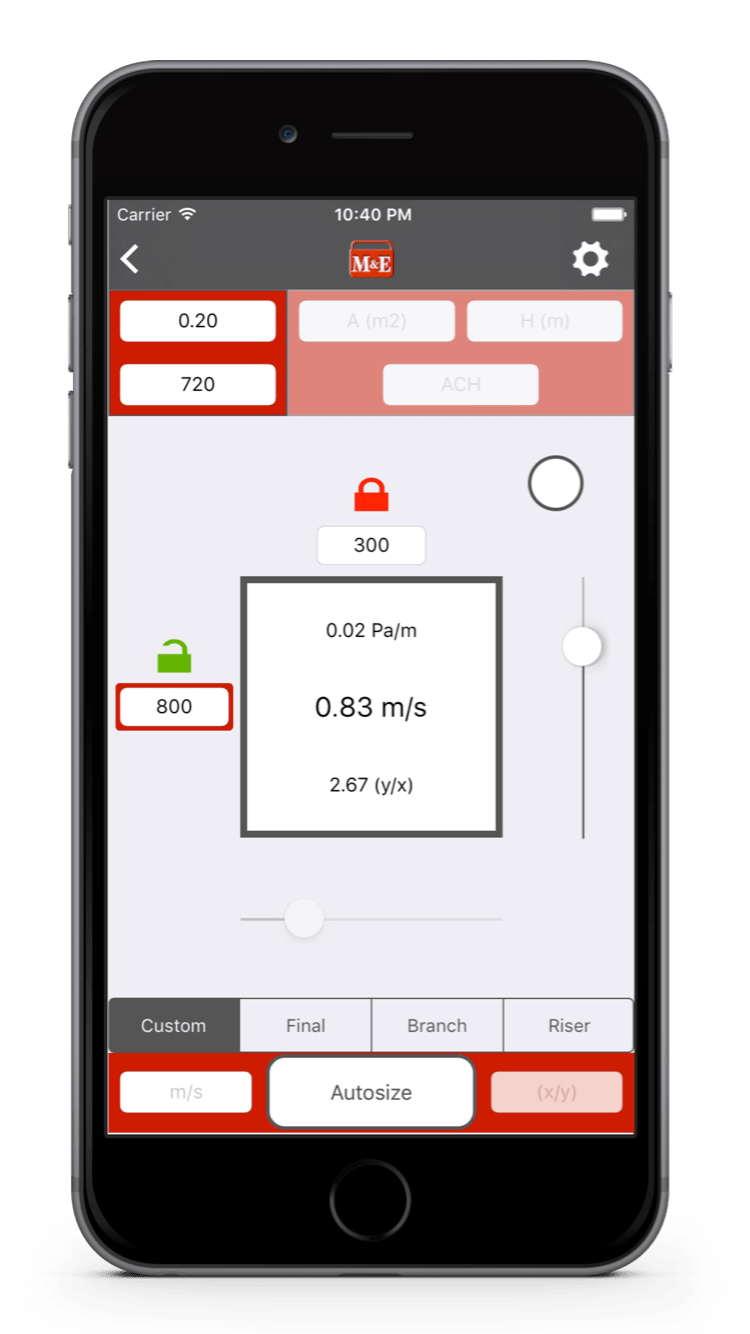 Carrier 10:40 PM
M&E
0.20 A (m2) H (m)
720 ACH
300
0.02 Pa/m
800 0.83 m/s
2.67 (y/x)
Custom Final Branch Riser
m/s Autosize (x/y)